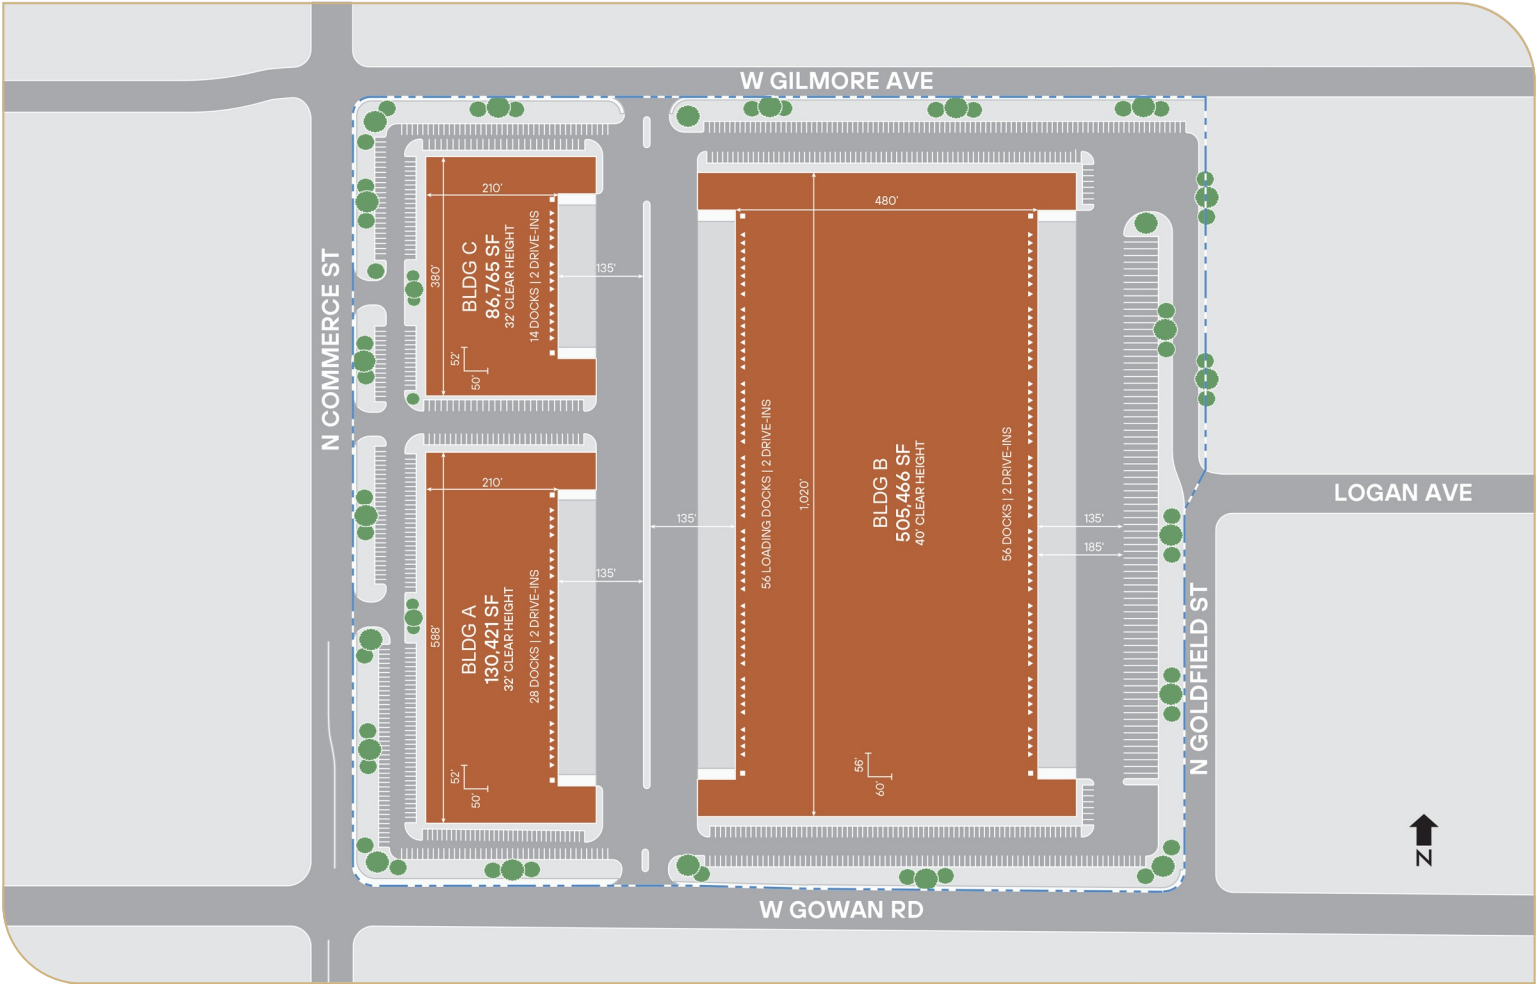 W GILMORE AVE
N COMMERCE ST
210'
380'
BLDG C
86,765 SF
32' CLEAR HEIGHT
14 DOCKS | 2 DRIVE-INS
52'
50'
135'
480'
1,020'
56 LOADING DOCKS | 2 DRIVE-INS
BLDG B
505,466 SF
40' CLEAR HEIGHT
56 DOCKS | 2 DRIVE-INS
56'
60'
135'
135'
185'
210'
588'
BLDG A
130,421 SF
32' CLEAR HEIGHT
28 DOCKS | 2 DRIVE-INS
52'
50'
135'
LOGAN AVE
N GOLDFIELD ST
N
W GOWAN RD